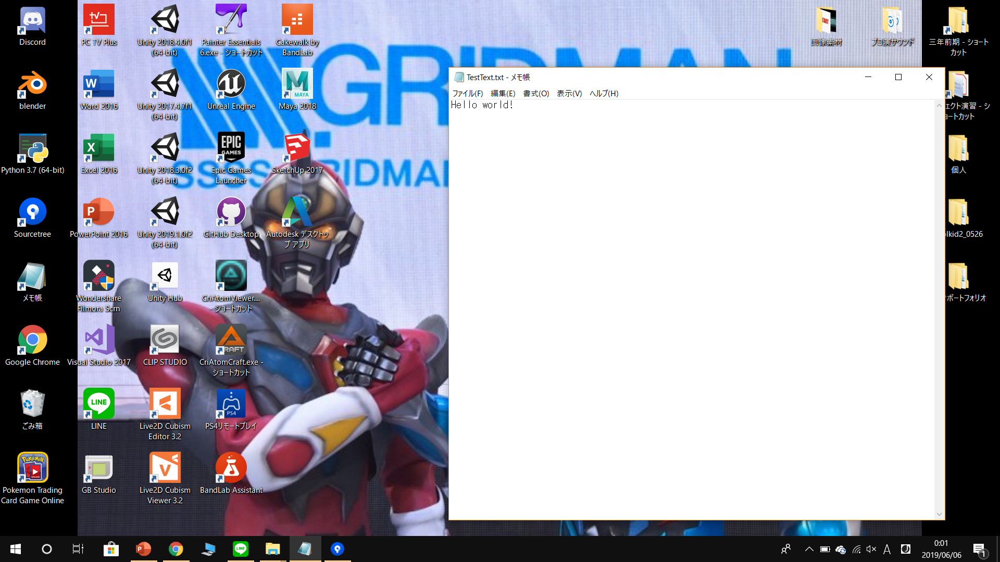 Discord
blender
Python 3.7 (64-bit)
Sourcetree
メモ帳
Google Chrome
ごみ箱
Pokemon Trading
Card Game Online
PC TV Plus
Word 2016
Excel 2016
PowerPoint 2016
Wondershare
Filmora Scrn
Visual Studio 2017
LINE
LINE
GB Studio
Unity 2018.4.0f1
(64-bit)
Unity 2017.4.7f1
(64-bit)
Unity 2018.3.0f2
(64-bit)
Unity 2019.1.0f2
(64-bit)
Unity Hub
CLIP STUDIO
Live2D Cubism
Editor 3.2
Live2D Cubism
Viewer 3.2
Painter Essentials
6.exe - ショートカット
Unreal Engine
EPIC
GAMES
Epic Games
Launcher
GitHub Desktop
CriAtomViewer....
- ショートカット
CriAtomCraft.exe -
ショートカット
PS4
PS4リモートプレイ
BandLab Assistant
Cakewalk by
BandLab
MAYA
Maya 2018
SketchUp 2017
Autodesk デスクトッ
プ アプリ
GRIDMAN
画像素材
プロ演サウンド
三年前期 - ショート
カット
ェクト演習 - シ
ョートカット
個人
lkid2_0526
ポートフォリオ
TestText.txt - メモ帳
ファイル(F) 編集(E) 書式(O) 表示(V) ヘルプ(H)
Hello world!
A
0:01
2019/06/06
1